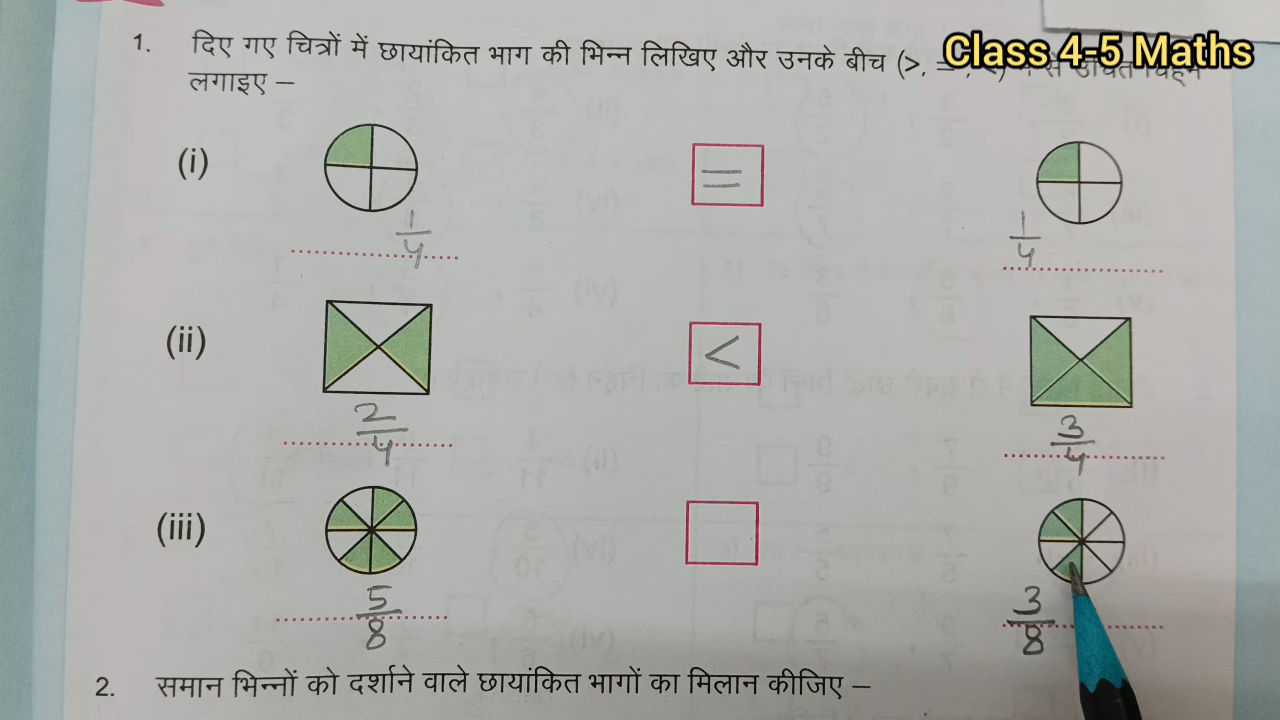 Class 4-5 Maths
1. दिए गए चित्रों में छायांकित भाग की भिन्न लिखिए और उनके बीच (>, =
लगाइए –
(i) =
1/4 1/4
(ii) <
2/4 3/4
(iii)
5/8 3/8
2. समान भिन्नों को दर्शाने वाले छायांकित भागों का मिलान कीजिए –